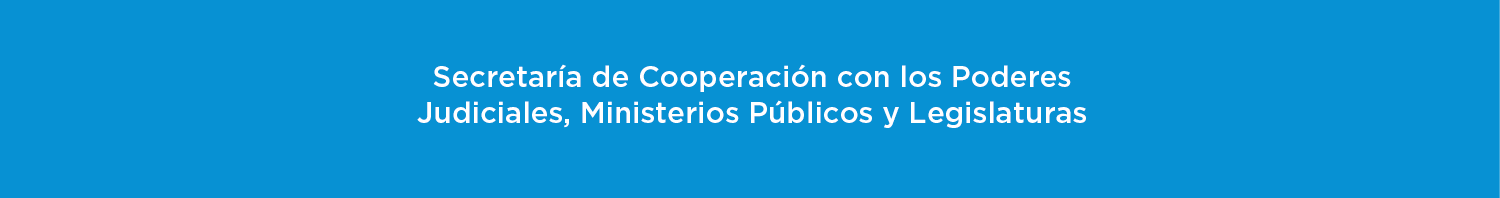 Secretaría de Cooperación con los Poderes
Judiciales, Ministerios Públicos y Legislaturas